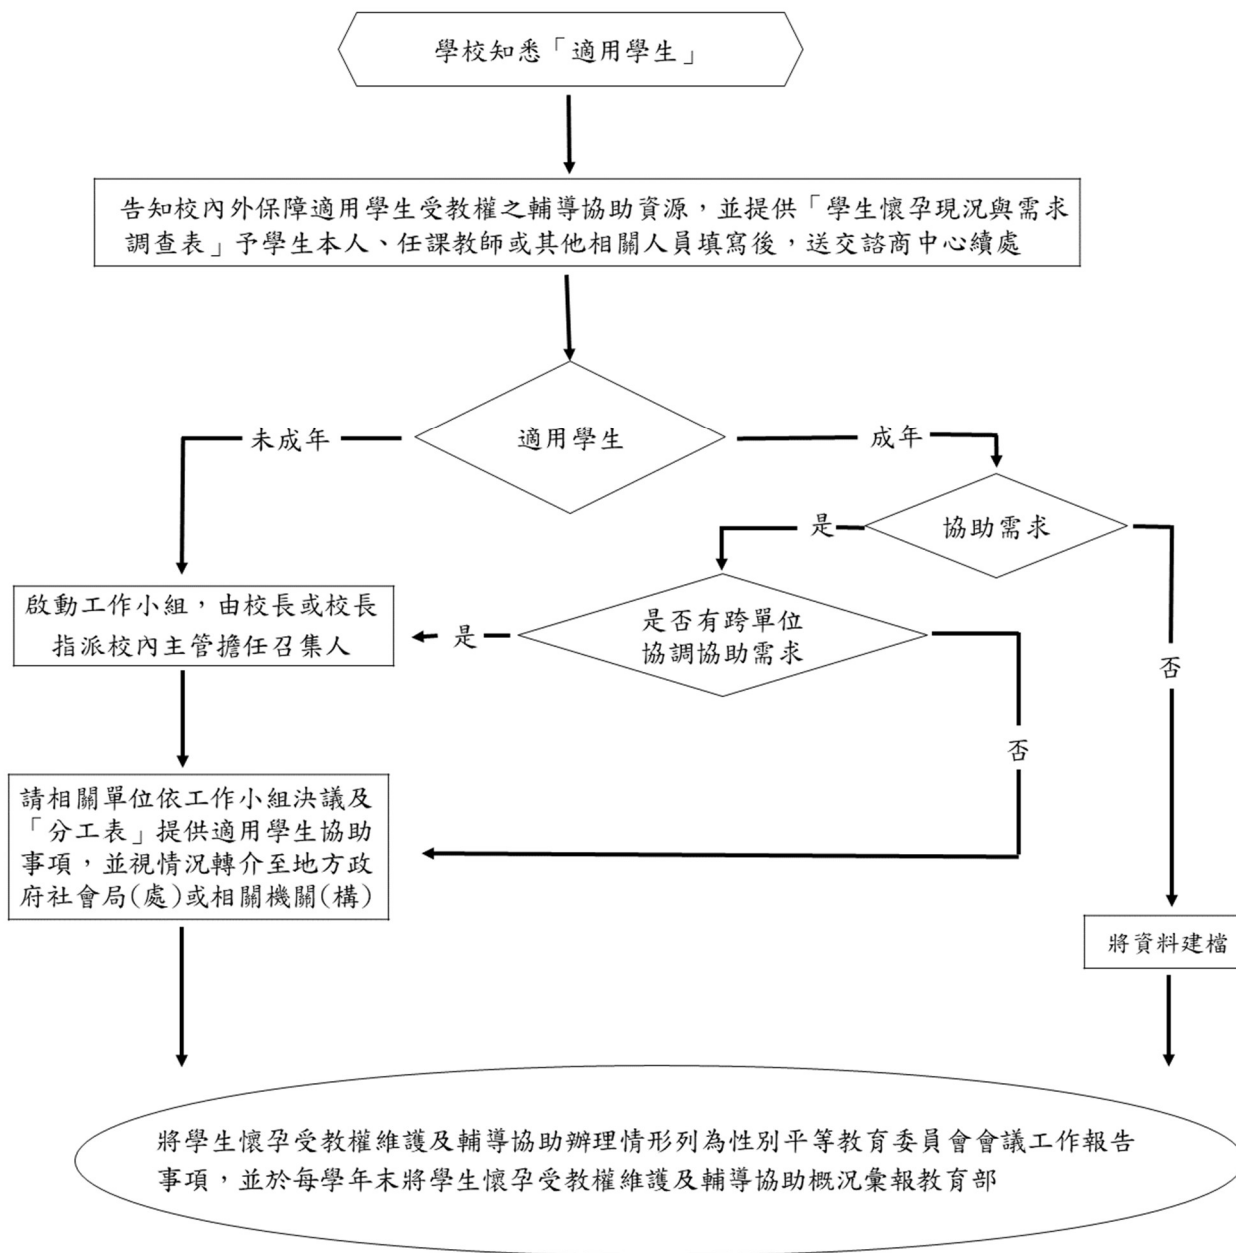 學校知悉「適用學生」
告知校內外保障適用學生受教權之輔導協助資源，並提供「學生懷孕現況與需求
調查表」予學生本人、任課教師或其他相關人員填寫後，送交諮商中心續處
未成年
適用學生
成年
是
協助需求
啟動工作小組，由校長或校長
指派校內主管擔任召集人
是
是否有跨單位
協調協助需求
否
否
請相關單位依工作小組決議及
「分工表」提供適用學生協助
事項，並視情況轉介至地方政
府社會局(處)或相關機關(構)
將資料建檔
將學生懷孕受教權維護及輔導協助辦理情形列為性別平等教育委員會會議工作報告
事項，並於每學年末將學生懷孕受教權維護及輔導協助概況彙報教育部